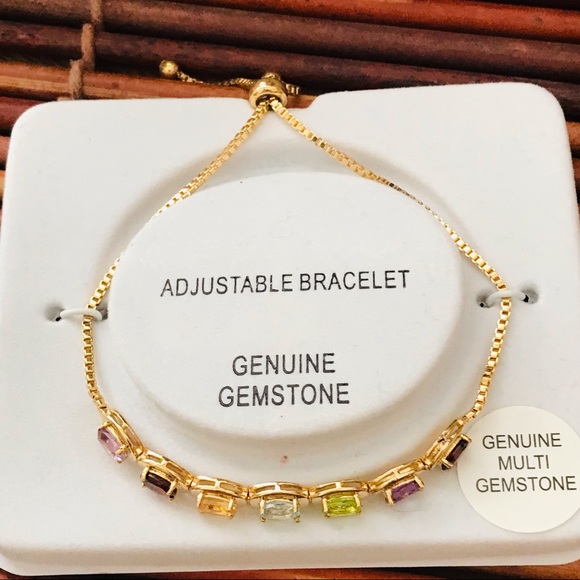 ADJUSTABLE BRACELET
GENUINE
GEMSTONE
GENUINE
MULTI
GEMSTONE